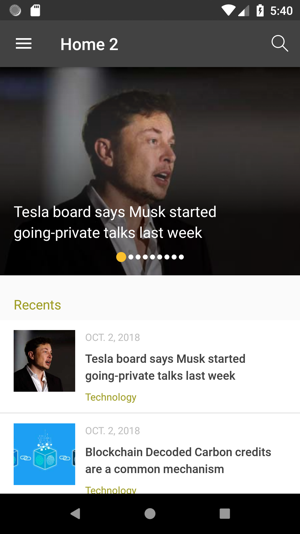 5:40
Home 2
Tesla board says Musk started
going-private talks last week
Recents
OCT. 2, 2018
Tesla board says Musk started
going-private talks last week
Technology
OCT. 2, 2018
Blockchain Decoded Carbon credits
are a common mechanism
Technology